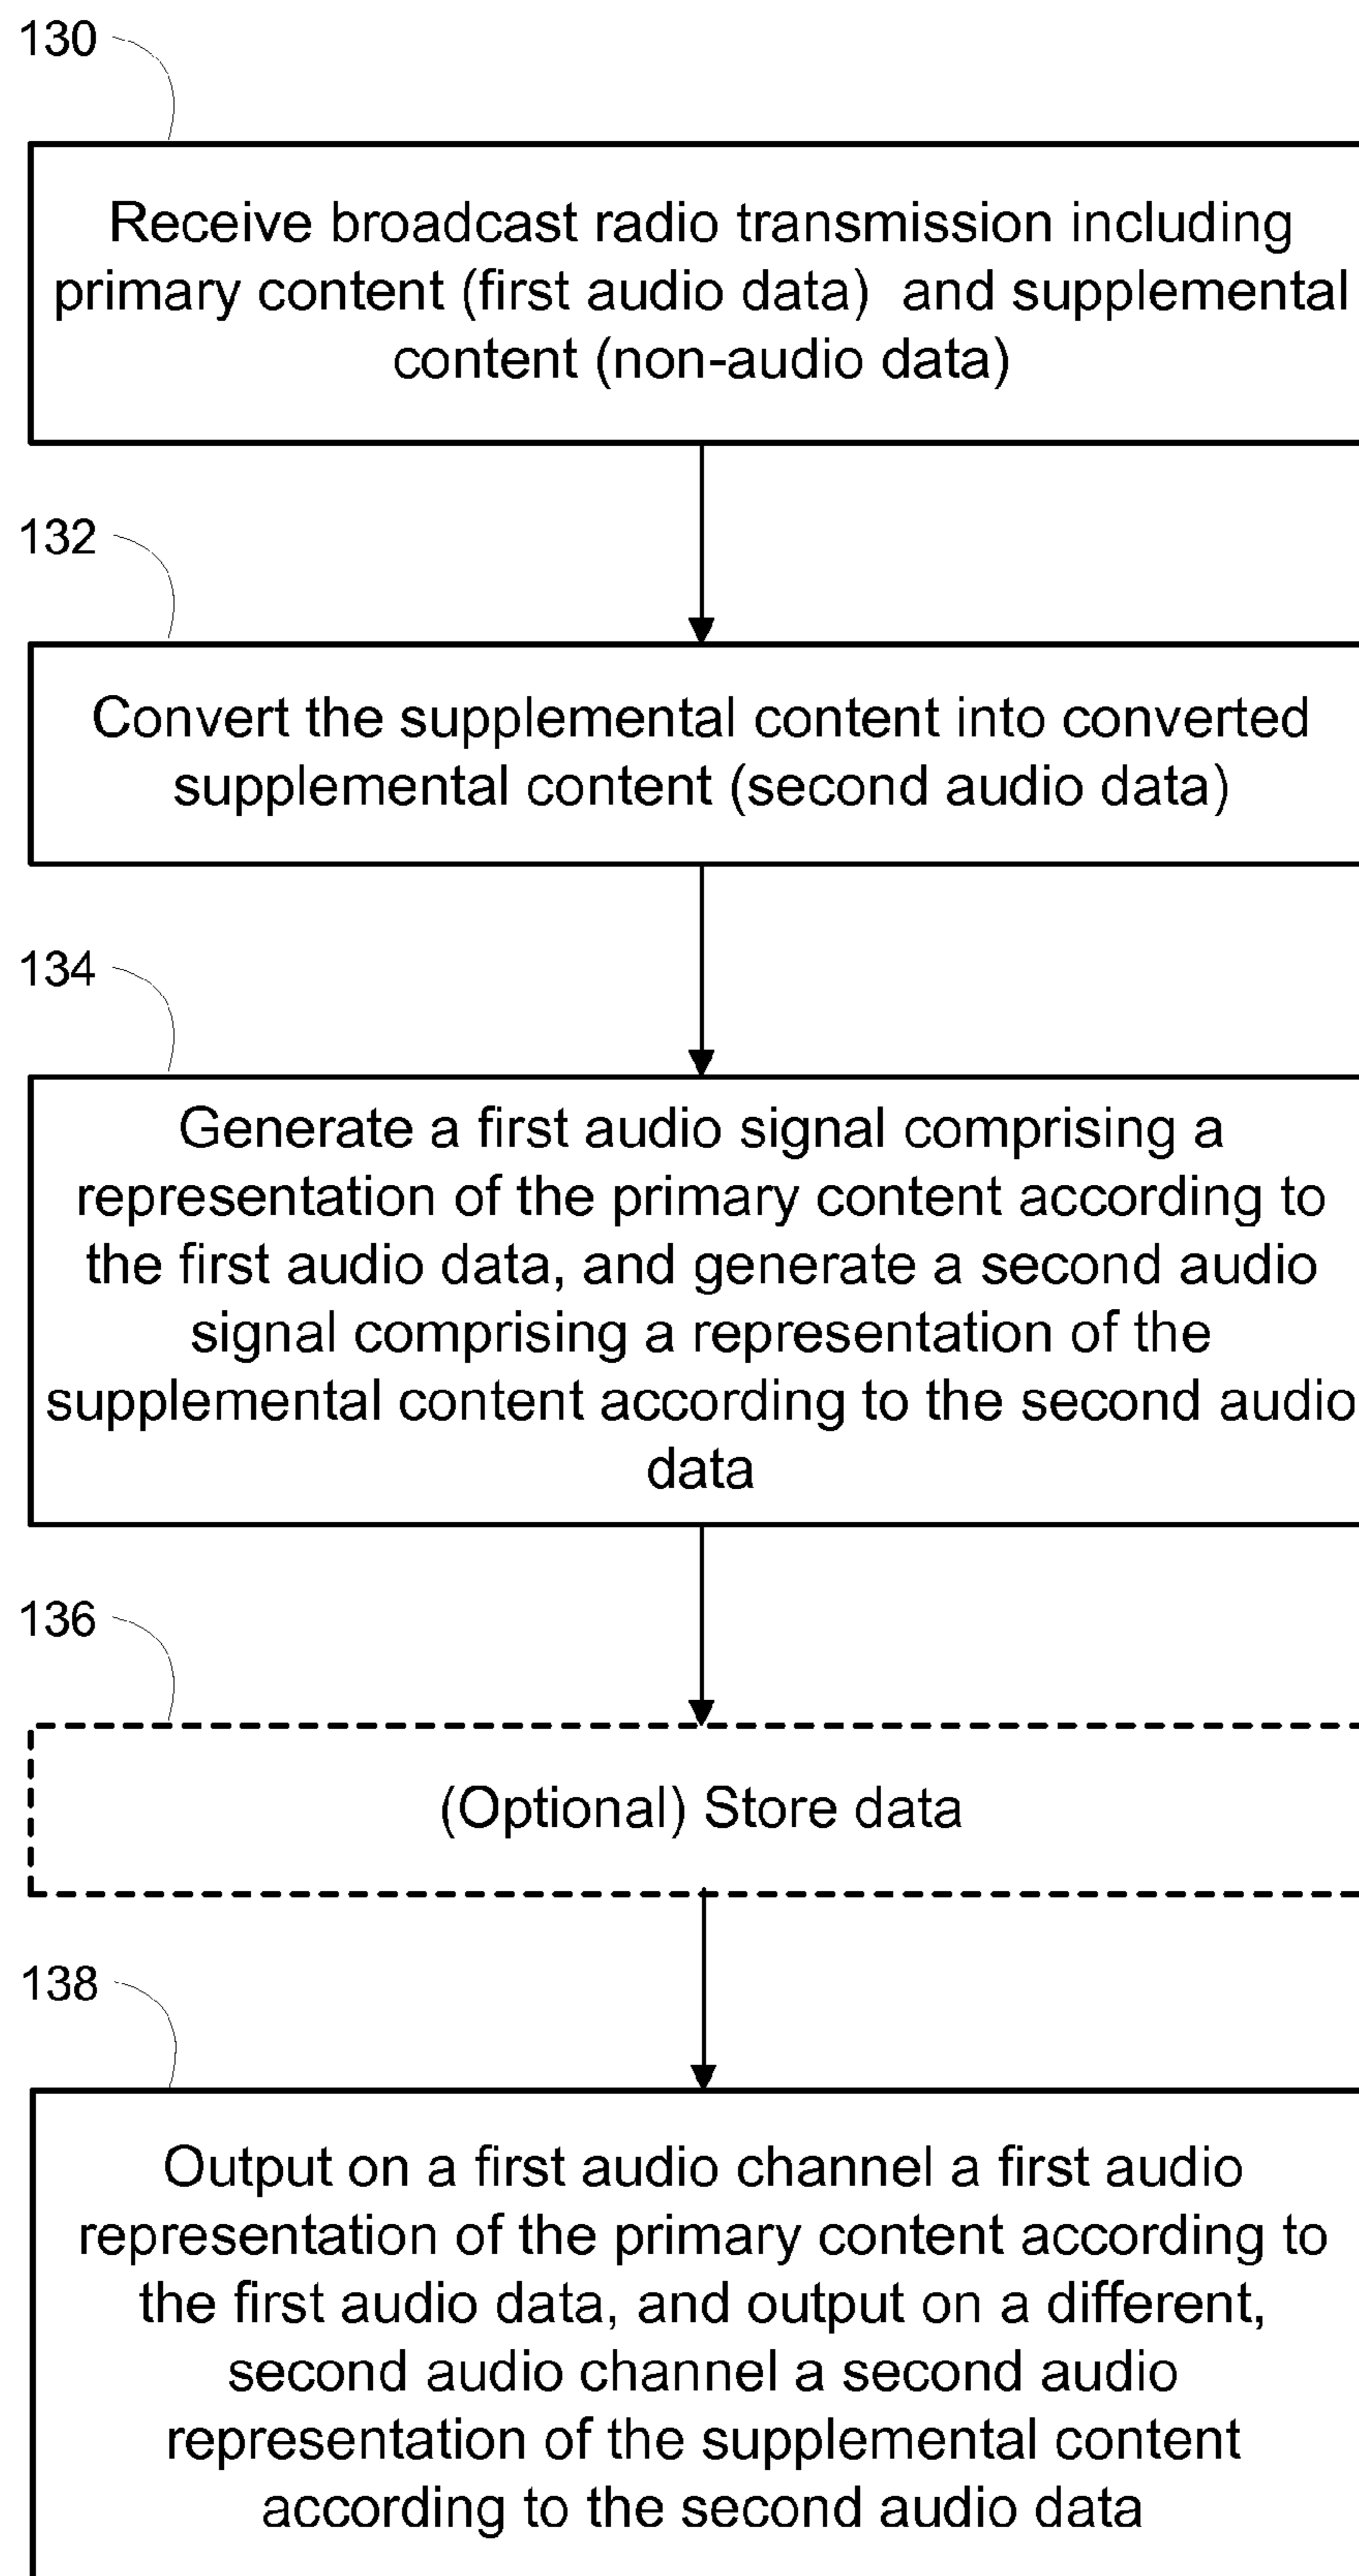 130
Receive broadcast radio transmission including
primary content (first audio data) and supplemental
content (non-audio data)
132
Convert the supplemental content into converted
supplemental content (second audio data)
134
Generate a first audio signal comprising a
representation of the primary content according to
the first audio data, and generate a second audio
signal comprising a representation of the
supplemental content according to the second audio
data
136
(Optional) Store data
138
Output on a first audio channel a first audio
representation of the primary content according to
the first audio data, and output on a different,
second audio channel a second audio
representation of the supplemental content
according to the second audio data